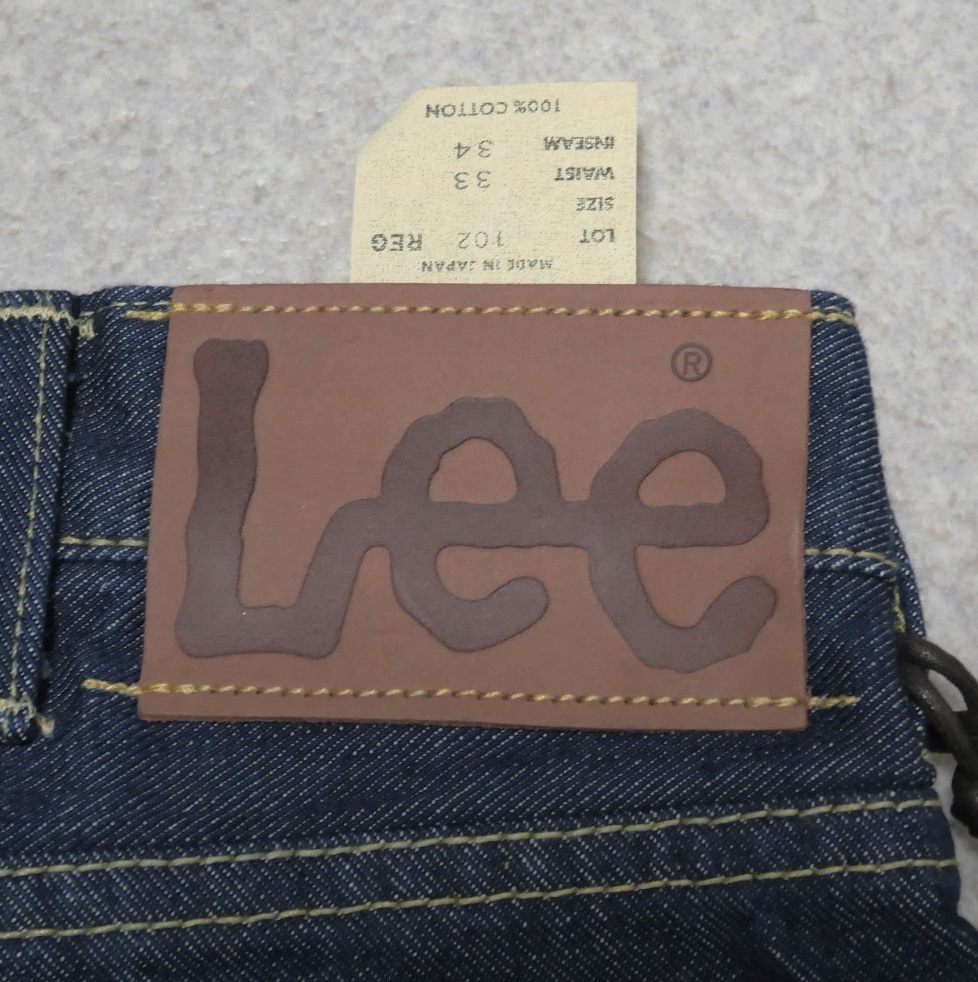 MADE IN JAPAN
LOT 102 REG
SIZE
WAIST 33
INSEAM 34
100% COTTON
Lee®